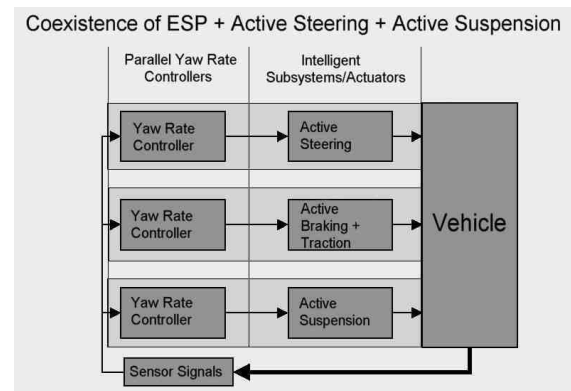 Coexistence of ESP + Active Steering + Active Suspension
Parallel Yaw Rate
Controllers
Intelligent
Subsystems/Actuators
Yaw Rate
Controller
Active
Steering
Yaw Rate
Controller
Active
Braking +
Traction
Yaw Rate
Controller
Active
Suspension
Vehicle
Sensor Signals